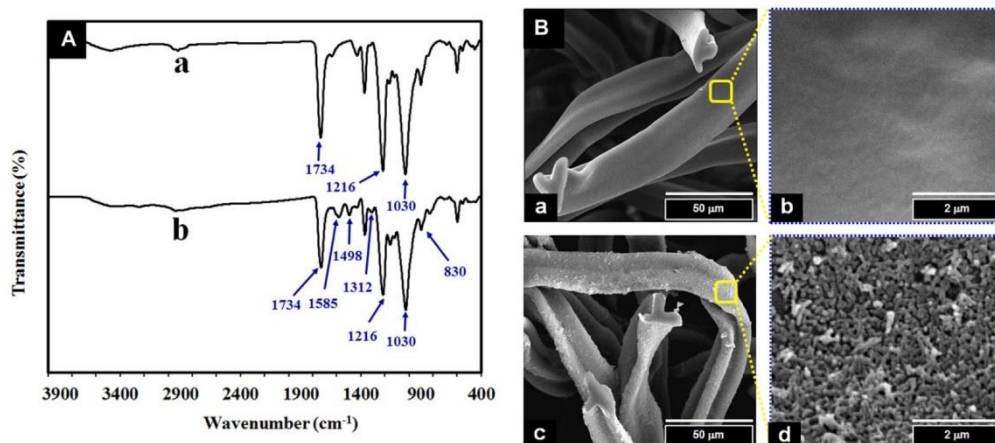 A
a
1734
1216
1030
b
1734
1585
1498
1312
1216
1030
830
Transmittance (%)
3900 3400 2900 2400 1900 1400 900 400
Wavenumber (cm⁻¹)
B
a
50 µm
b
2 µm
c
50 µm
d
2 µm